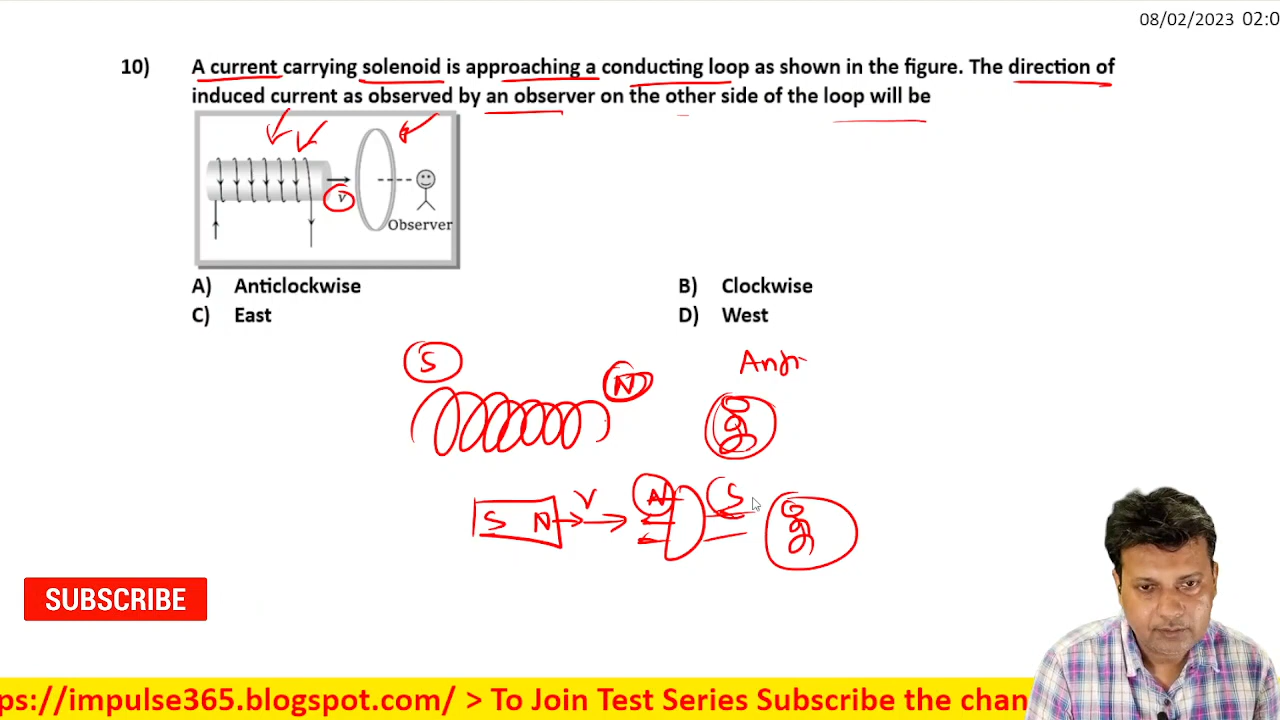 08/02/2023 02:0
10) A current carrying solenoid is approaching a conducting loop as shown in the figure. The direction of
induced current as observed by an observer on the other side of the loop will be
v
Observer
A) Anticlockwise B) Clockwise
C) East D) West
S
N
Anti
S N V N S
SUBSCRIBE
ps://impulse365.blogspot.com/ > To Join Test Series Subscribe the chan